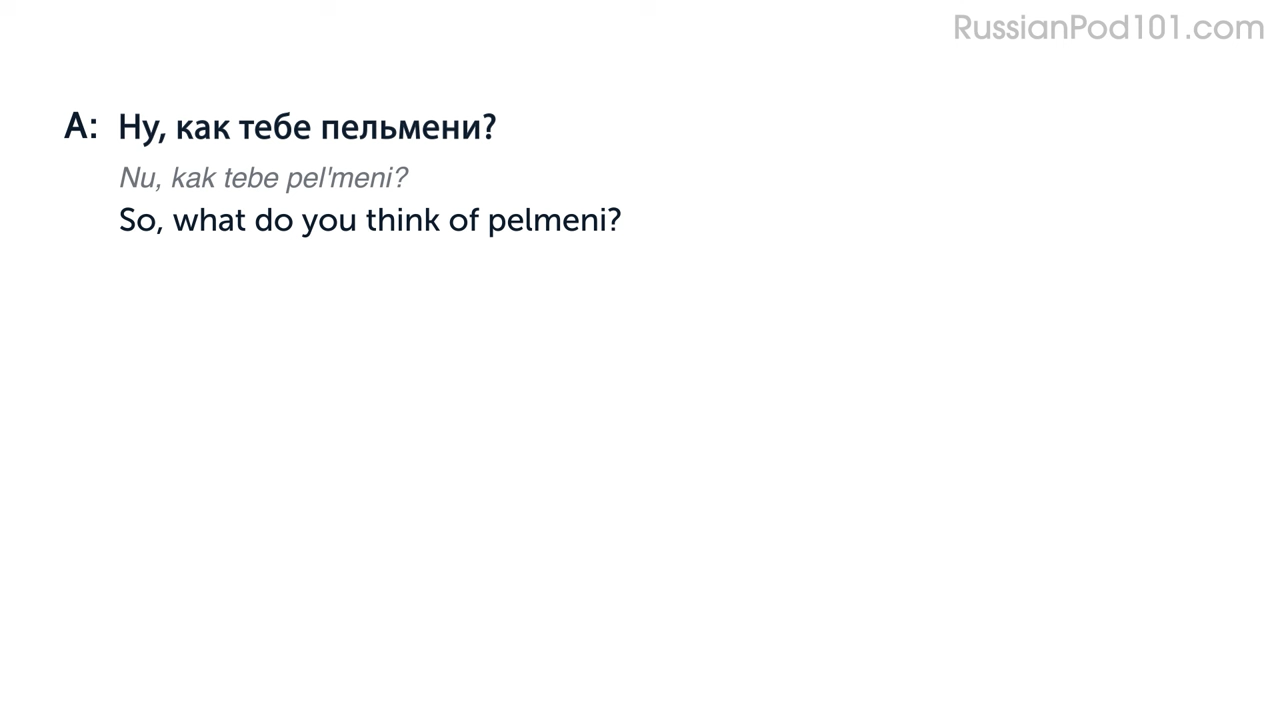 RussianPod101.com
A: Ну, как тебе пельмени?
Nu, kak tebe pel'meni?
So, what do you think of pelmeni?